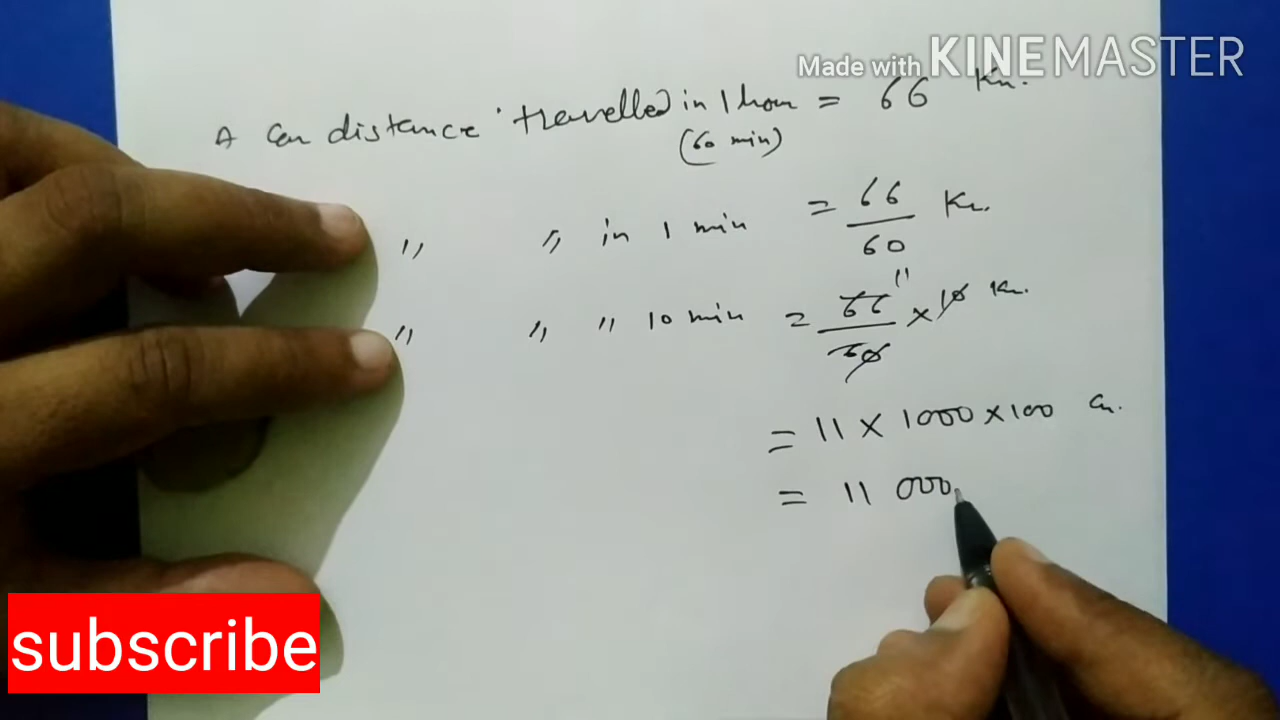 Made with KINEMASTER
A Car distance travelled in 1 hour = 66 Km.
(60 min)
〃 〃 in 1 min = 66/60 Km.
〃 〃 〃 10 min = 66/60 11 × 10 Km.
= 11 × 1000 × 100 Cm.
= 11 000
subscribe